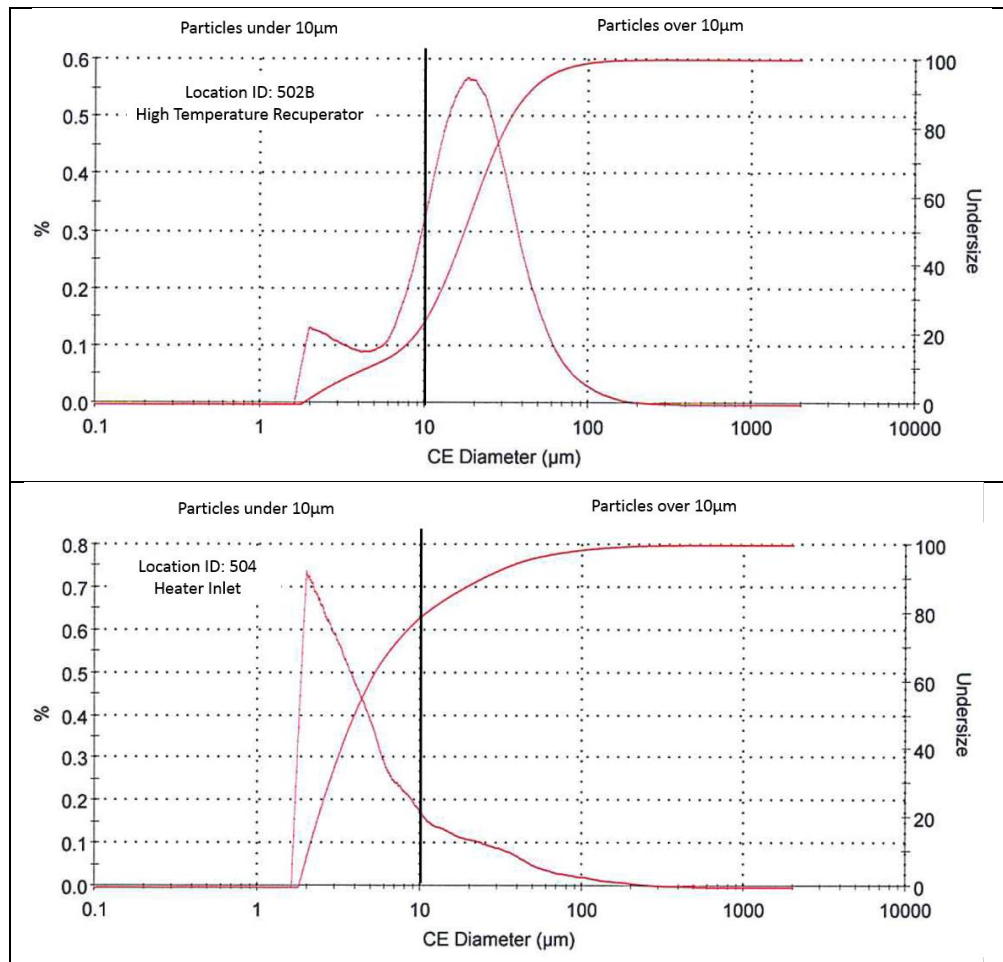 Particles under 10µm Particles over 10µm
Location ID: 502B
High Temperature Recuperator
0.6
0.5
0.4
0.3
0.2
0.1
0.0
%
100
80
60
40
20
0
Undersize
0.1 1 10 100 1000 10000
CE Diameter (µm)
Particles under 10µm Particles over 10µm
Location ID: 504
Heater Inlet
0.8
0.7
0.6
0.5
0.4
0.3
0.2
0.1
0.0
%
100
80
60
40
20
0
Undersize
0.1 1 10 100 1000 10000
CE Diameter (µm)